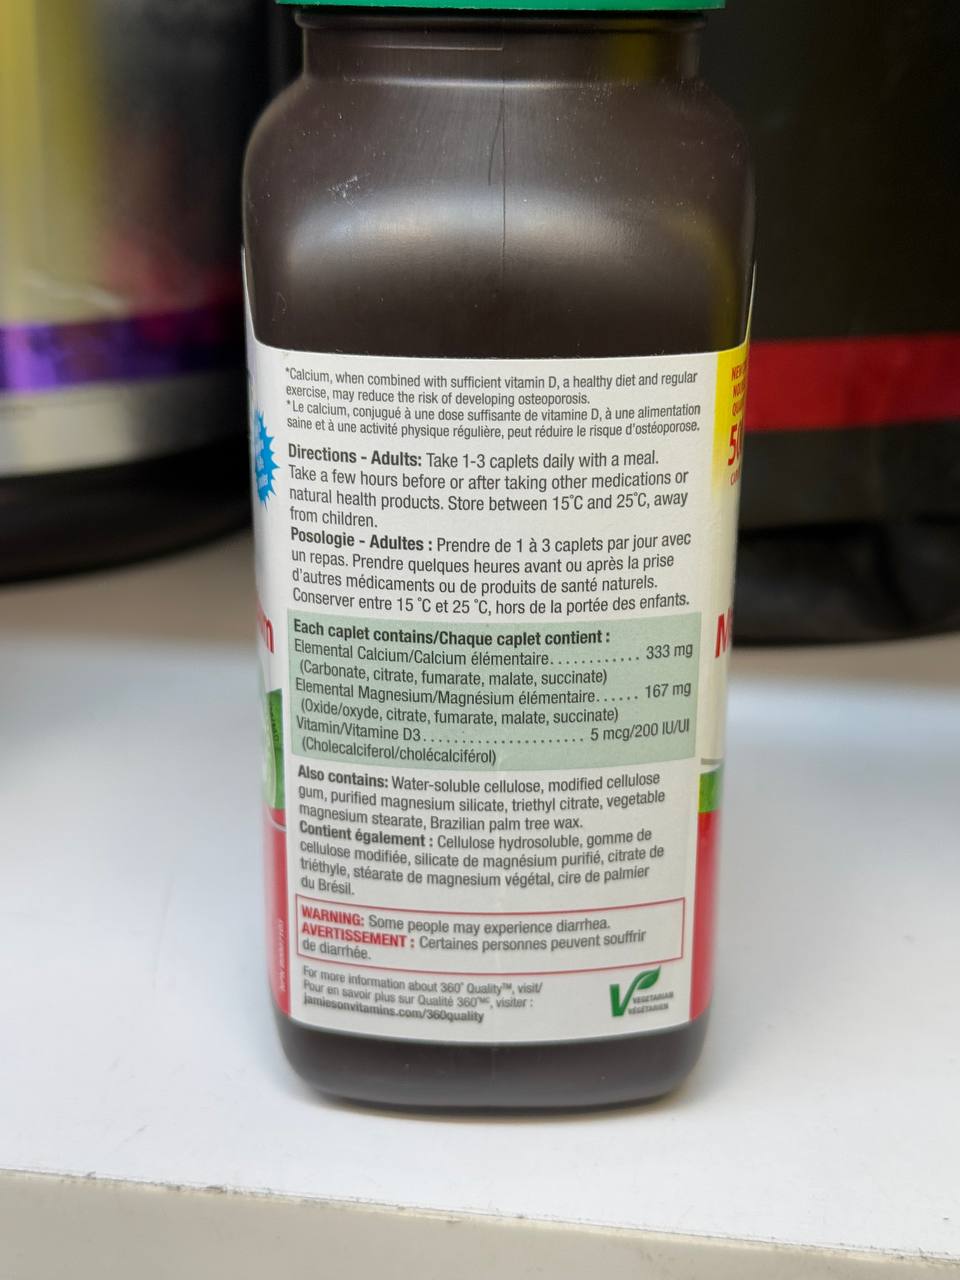 *Calcium, when combined with sufficient vitamin D, a healthy diet and regular
exercise, may reduce the risk of developing osteoporosis.
*Le calcium, conjugué à une dose suffisante de vitamine D, à une alimentation
saine et à une activité physique régulière, peut réduire le risque d'ostéoporose.
Directions - Adults: Take 1-3 caplets daily with a meal.
Take a few hours before or after taking other medications or
natural health products. Store between 15°C and 25°C, away
from children.
Posologie - Adultes : Prendre de 1 à 3 caplets par jour avec
un repas. Prendre quelques heures avant ou après la prise
d'autres médicaments ou de produits de santé naturels.
Conserver entre 15 °C et 25 °C, hors de la portée des enfants.
Each caplet contains/Chaque caplet contient :
Elemental Calcium/Calcium élémentaire............ 333 mg
(Carbonate, citrate, fumarate, malate, succinate)
Elemental Magnesium/Magnésium élémentaire...... 167 mg
(Oxide/oxyde, citrate, fumarate, malate, succinate)
Vitamin/Vitamine D3...................... 5 mcg/200 IU/UI
(Cholecalciferol/cholécalciférol)
Also contains: Water-soluble cellulose, modified cellulose
gum, purified magnesium silicate, triethyl citrate, vegetable
magnesium stearate, Brazilian palm tree wax.
Contient également : Cellulose hydrosoluble, gomme de
cellulose modifiée, silicate de magnésium purifié, citrate de
triéthyle, stéarate de magnesium végétal, cire de palmier
du Brésil.
WARNING: Some people may experience diarrhea.
AVERTISSEMENT : Certaines personnes peuvent souffrir
de diarrhée.
For more information about 360° Quality™, visit/
Pour en savoir plus sur Qualité 360°MC, visiter :
jamiesonvitamins.com/360quality
VEGETARIAN
VÉGÉTARIEN